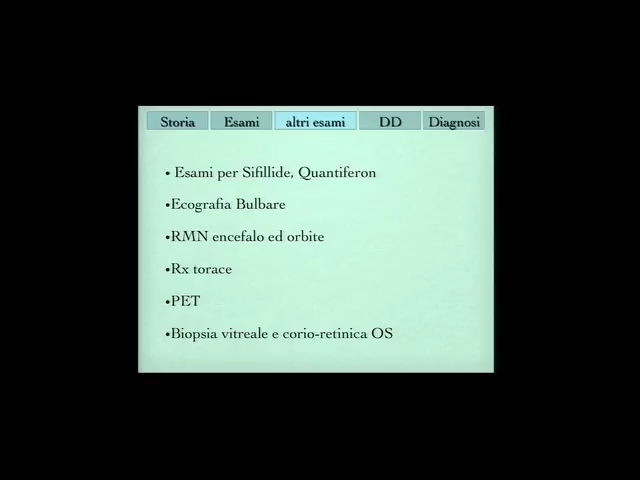 Storia Esami altri esami DD Diagnosi
• Esami per Sifillide, Quantiferon
•Ecografia Bulbare
•RMN encefalo ed orbite
•Rx torace
•PET
•Biopsia vitreale e corio-retinica OS